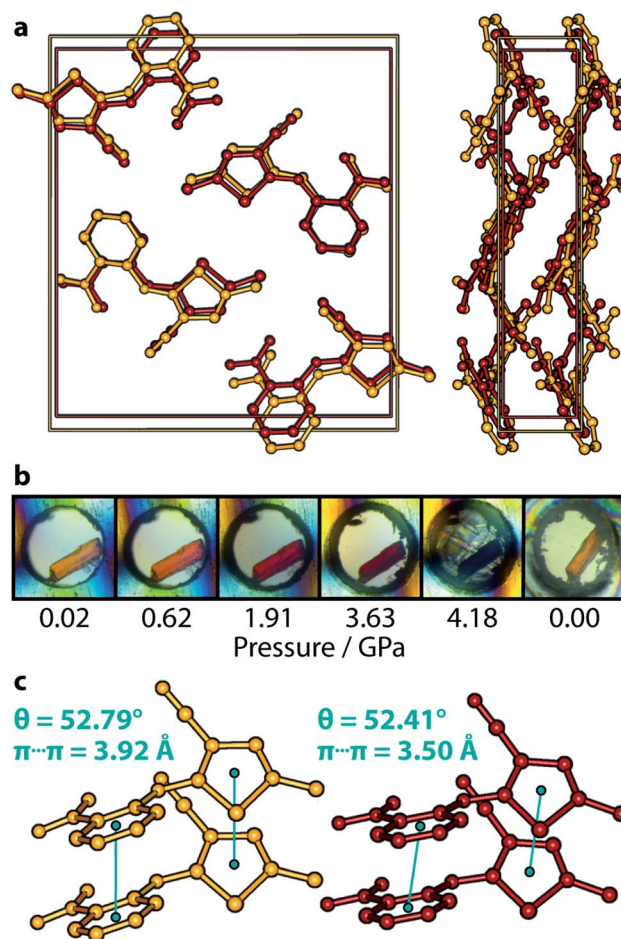 a
b
0.02 0.62 1.91 3.63 4.18 0.00
Pressure / GPa
c
θ = 52.79°
π···π = 3.92 Å
θ = 52.41°
π···π = 3.50 Å